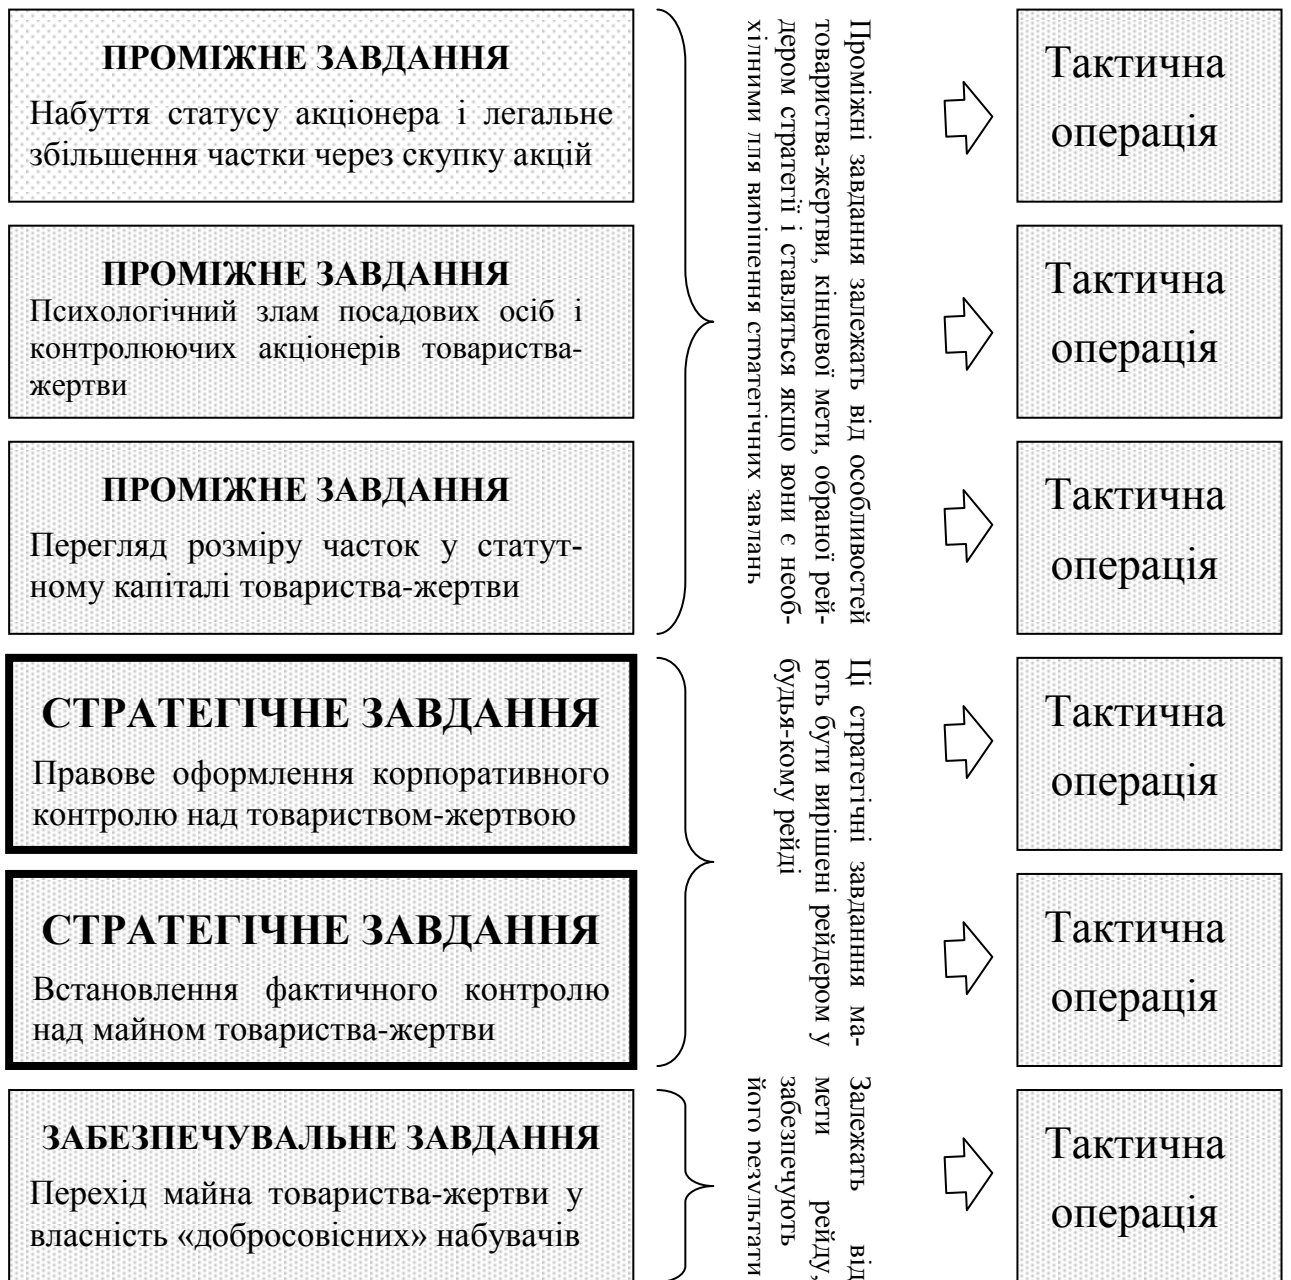 ПРОМІЖНЕ ЗАВДАННЯ
Набуття статусу акціонера і легальне
збільшення частки через скупку акцій
ПРОМІЖНЕ ЗАВДАННЯ
Психологічний злам посадових осіб і
контролюючих акціонерів товариства-
жертви
ПРОМІЖНЕ ЗАВДАННЯ
Перегляд розміру часток у статут-
ному капіталі товариства-жертви
Проміжні завдання залежать від особливостей
товариства-жертви, кінцевої мети, обраної рей-
дером стратегії і ставляться якщо вони є необ-
хідними для вирішення стратегічних завдань
Тактична
операція
Тактична
операція
Тактична
операція
СТРАТЕГІЧНЕ ЗАВДАННЯ
Правове оформлення корпоративного
контролю над товариством-жертвою
СТРАТЕГІЧНЕ ЗАВДАННЯ
Встановлення фактичного контролю
над майном товариства-жертви
Ці стратегічні завданння ма-
ють бути вирішені рейдером у
будья-кому рейді
Тактична
операція
Тактична
операція
ЗАБЕЗПЕЧУВАЛЬНЕ ЗАВДАННЯ
Перехід майна товариства-жертви у
власність «добросовісних» набувачів
Залежать від
мети рейду,
забезпечують
його результати
Тактична
операція